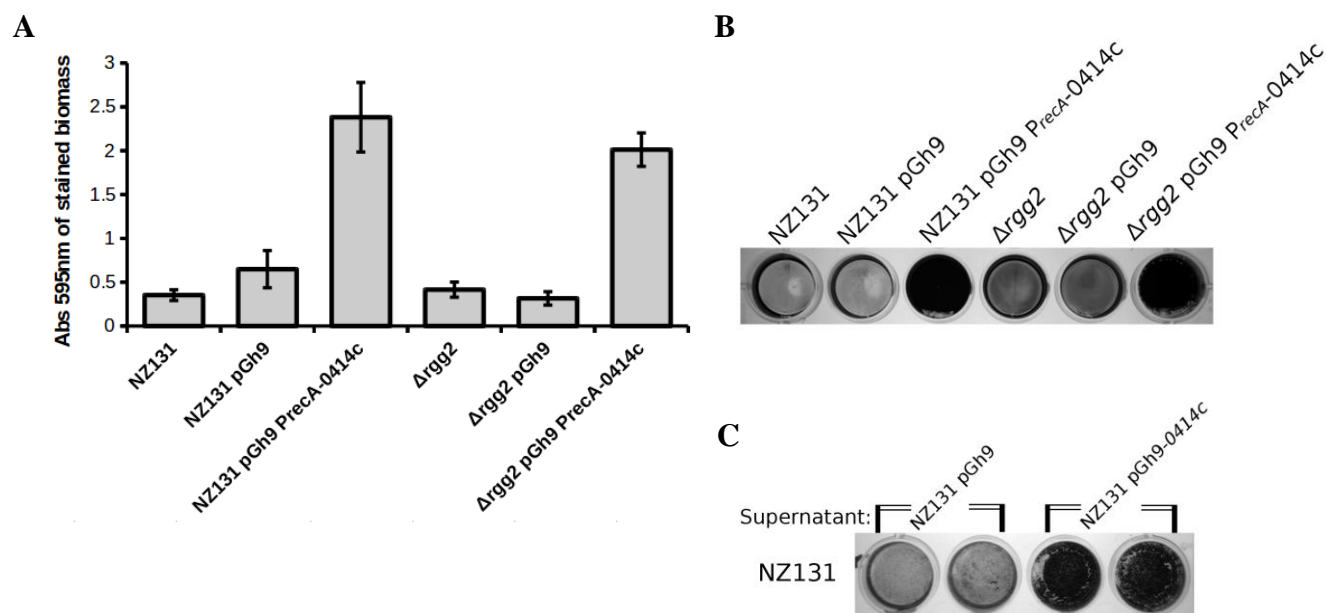 A
Abs 595nm of stained biomass
3
2.5
2
1.5
1
0.5
0
NZ131
NZ131 pGh9
NZ131 pGh9 PrecA-0414c
Δrgg2
Δrgg2 pGh9
Δrgg2 pGh9 PrecA-0414c
B
NZ131
NZ131 pGh9
NZ131 pGh9 PrecA-0414c
Δrgg2
Δrgg2 pGh9
Δrgg2 pGh9 PrecA-0414c
C
Supernatant:
NZ131 pGh9
NZ131 pGh9-0414c
NZ131